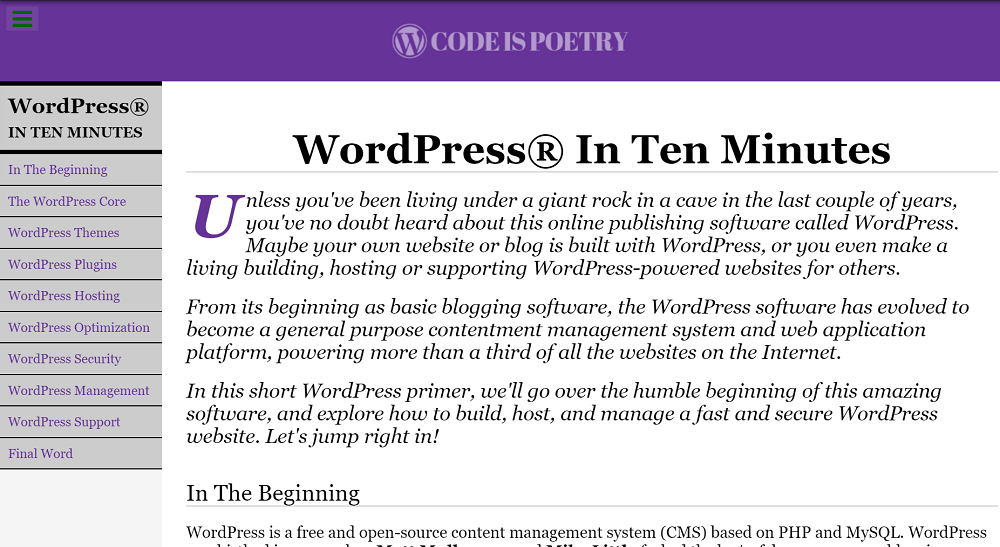 CODE IS POETRY
WordPress®
IN TEN MINUTES
In The Beginning
The WordPress Core
WordPress Themes
WordPress Plugins
WordPress Hosting
WordPress Optimization
WordPress Security
WordPress Management
WordPress Support
Final Word
WordPress® In Ten Minutes
Unless you've been living under a giant rock in a cave in the last couple of years,
you've no doubt heard about this online publishing software called WordPress.
Maybe your own website or blog is built with WordPress, or you even make a
living building, hosting or supporting WordPress-powered websites for others.
From its beginning as basic blogging software, the WordPress software has evolved to
become a general purpose contentment management system and web application
platform, powering more than a third of all the websites on the Internet.
In this short WordPress primer, we'll go over the humble beginning of this amazing
software, and explore how to build, host, and manage a fast and secure WordPress
website. Let's jump right in!
In The Beginning
WordPress is a free and open-source content management system (CMS) based on PHP and MySQL. WordPress